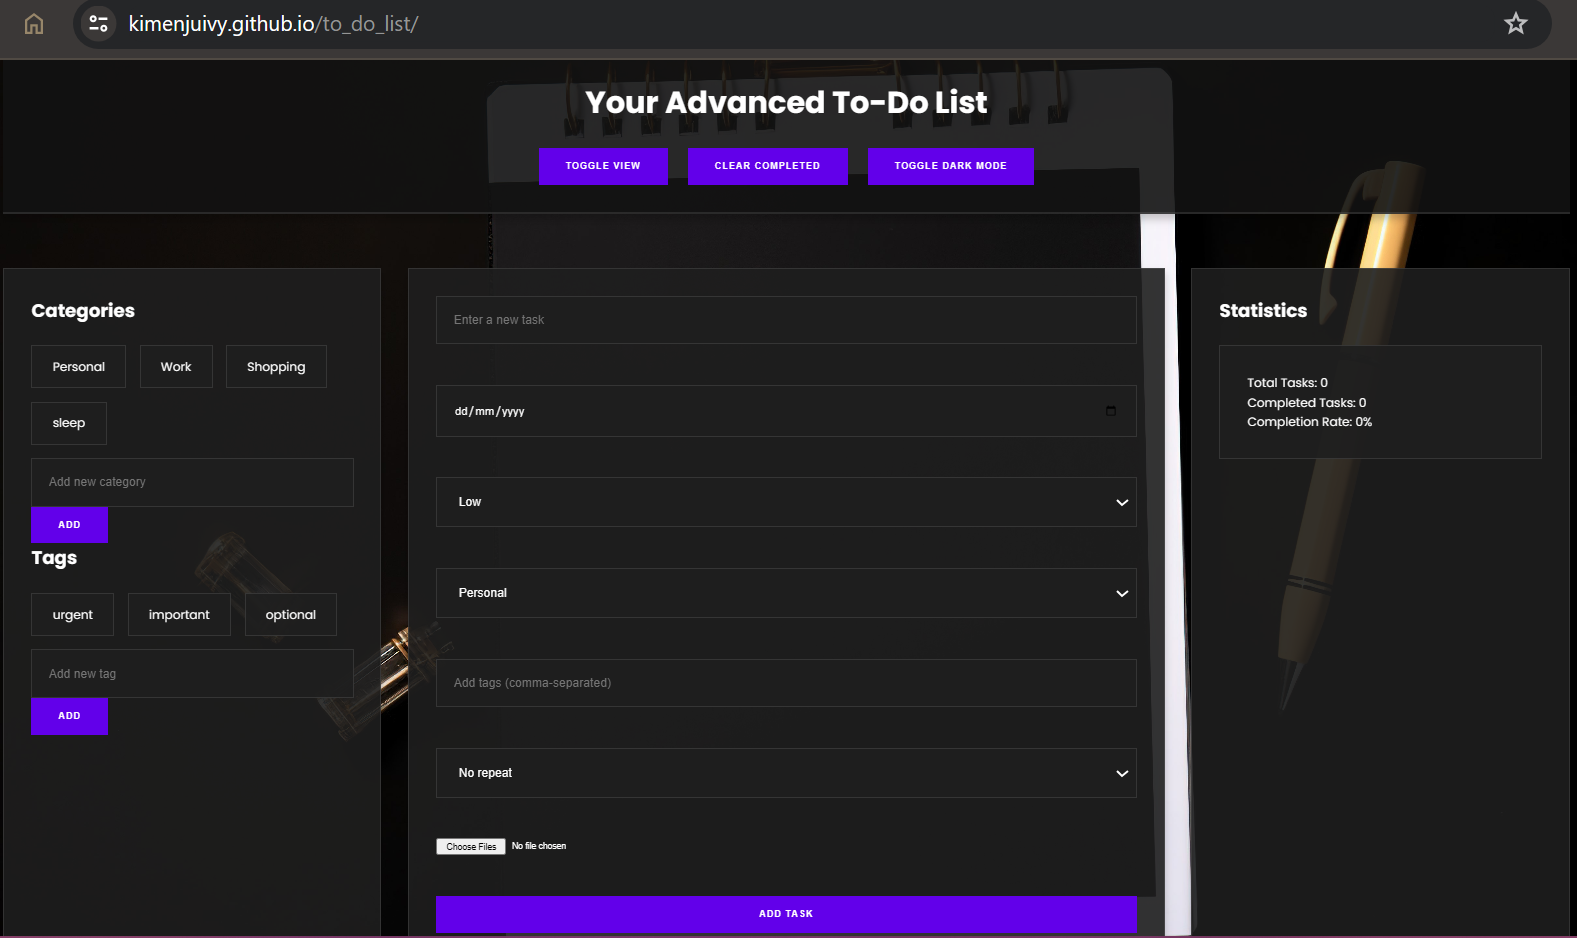 kimenjuivy.github.io/to_do_list/
Your Advanced To-Do List
TOGGLE VIEW
CLEAR COMPLETED
TOGGLE DARK MODE
Categories
Personal
Work
Shopping
sleep
Add new category
ADD
Tags
urgent
important
optional
Add new tag
ADD
Enter a new task
dd/mm/yyyy
Low
Personal
Add tags (comma-separated)
No repeat
Choose Files No file chosen
ADD TASK
Statistics
Total Tasks: 0
Completed Tasks: 0
Completion Rate: 0%